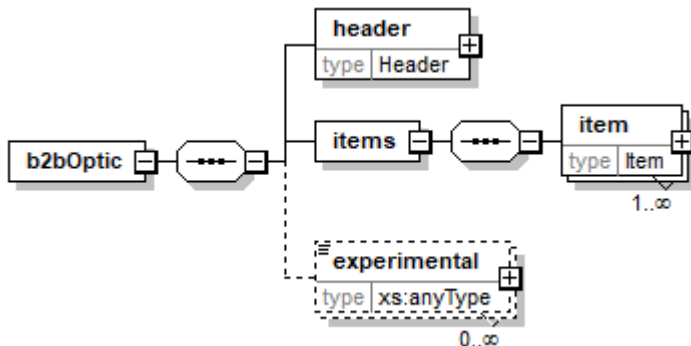 header
type Header
b2bOptic
items
item
type Item
1..∞
experimental
type xs:anyType
0..∞